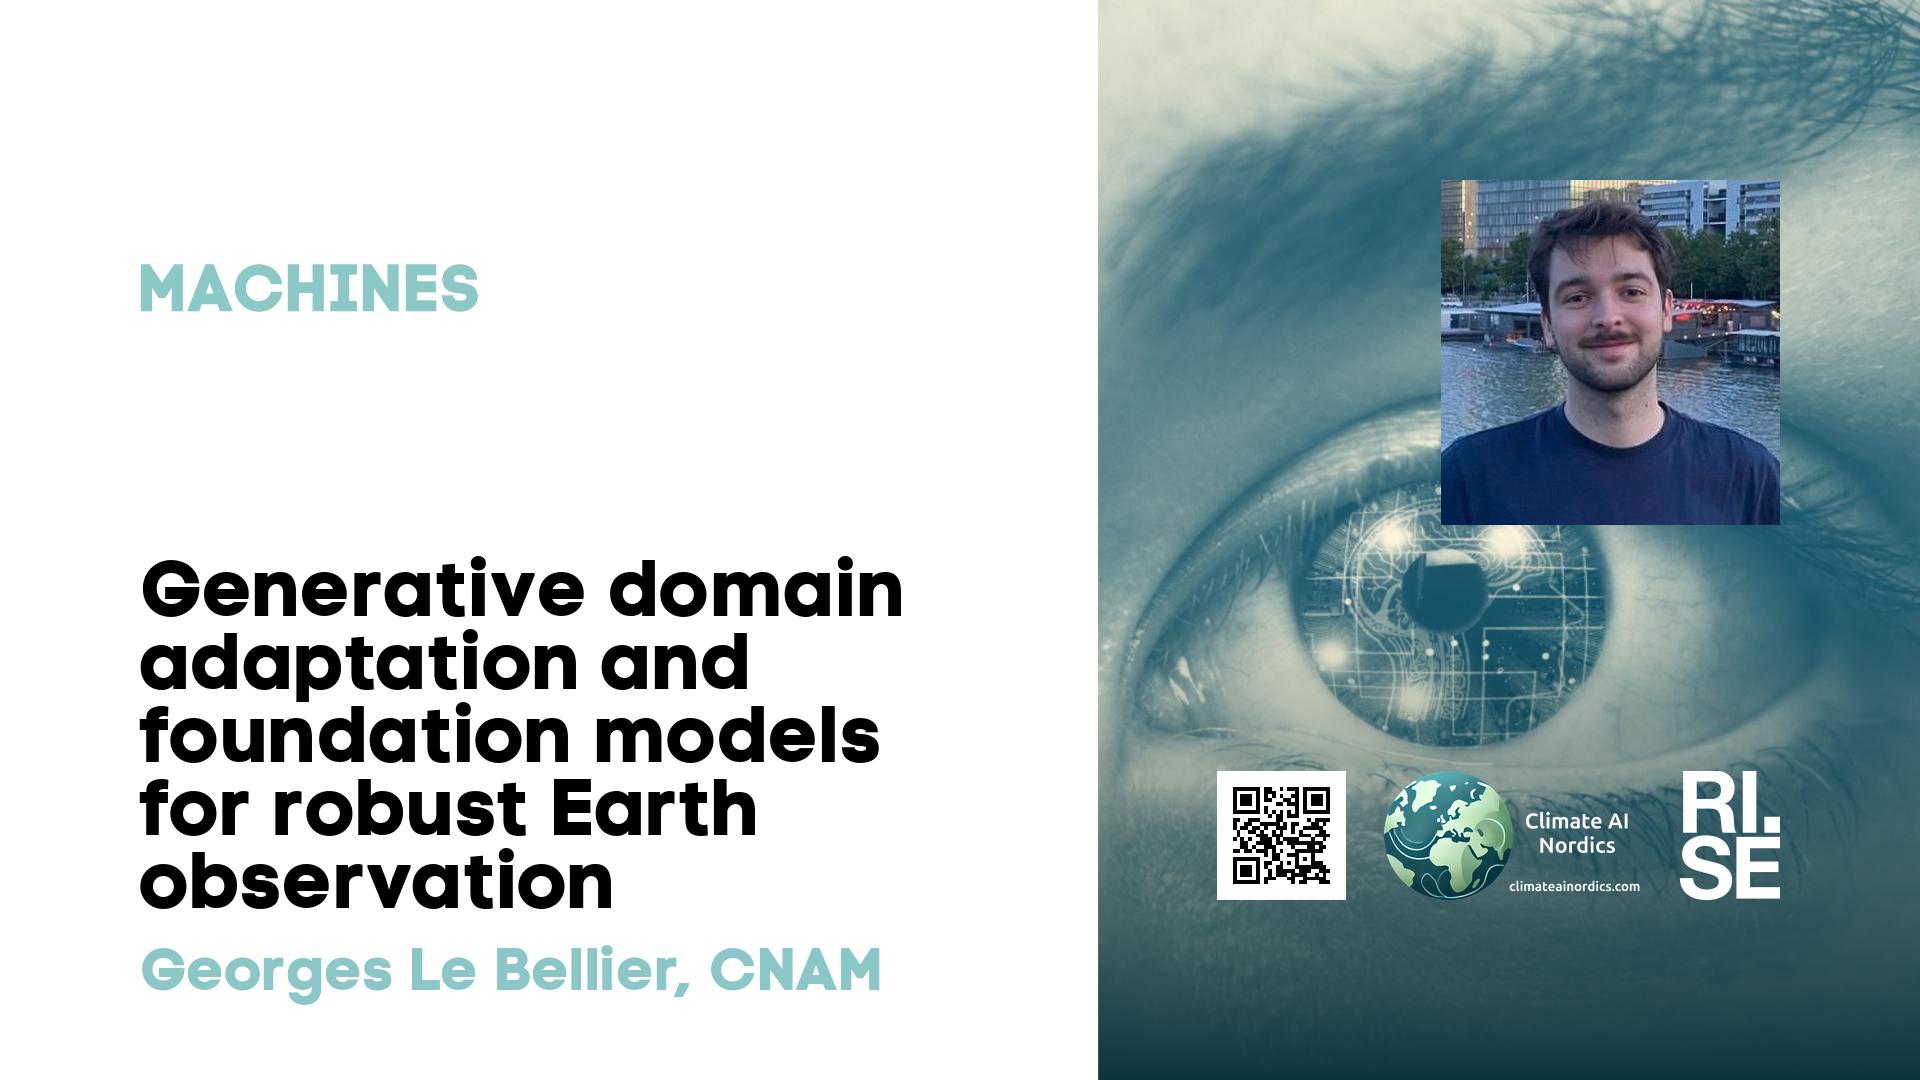 MACHINES
Generative domain
adaptation and
foundation models
for robust Earth
observation
Georges Le Bellier, CNAM
Climate AI
Nordics
climateainordics.com
RI.
SE